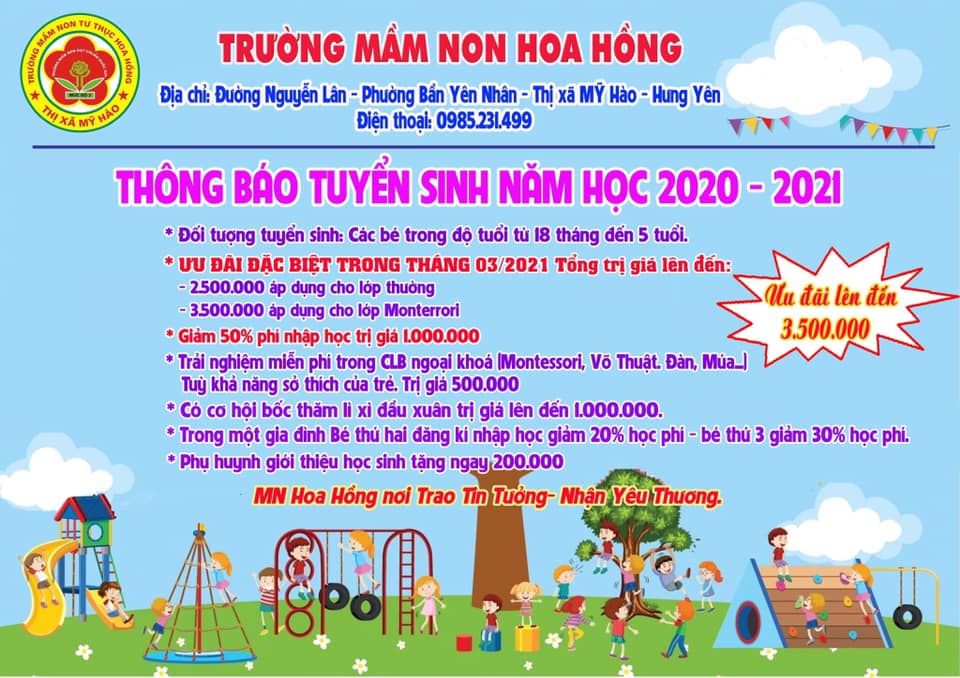 TRƯỜNG MẦM NON TƯ THỤC HOA HỒNG
THỊ XÃ MỸ HÀO
TRƯỜNG MẦM NON HOA HỒNG
Địa chỉ: Đường Nguyễn Lân - Phường Bần Yên Nhân - Thị xã MỸ Hào - Hưng Yên
Điện thoại: 0985.231.499
THÔNG BÁO TUYỂN SINH NĂM HỌC 2020 - 2021
* Đối tượng tuyển sinh: Các bé trong độ tuổi từ 18 tháng đến 5 tuổi.
* ƯU ĐÃI ĐẶC BIỆT TRONG THÁNG 03/2021 Tổng trị giá lên đến:
- 2.500.000 áp dụng cho lớp thường
- 3.500.000 áp dụng cho lớp Monterrori
Ưu đãi lên đến
3.500.000
* Giảm 50% phí nhập học trị giá 1.000.000
* Trải nghiệm miễn phí trong CLB ngoại khoá (Montessori, Võ Thuật. Đàn, Múa...)
Tuỳ khả năng sỏ thích của trẻ. Trị giá 500.000
* Có cơ hội bốc thăm lì xì đầu xuân trị giá lên đến 1.000.000.
* Trong một gia đình Bé thứ hai đăng kí nhập học giảm 20% học phí - bé thứ 3 giảm 30% học phí.
* Phụ huynh giới thiệu học sinh tặng ngay 200.000
MN Hoa Hồng nơi Trao Tin Tưởng- Nhận Yêu Thương.